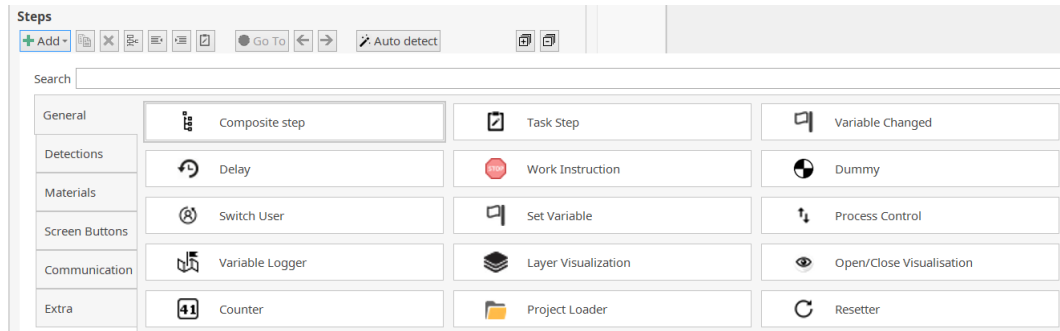 Steps
Add Go To Auto detect
Search
General
Detections
Materials
Screen Buttons
Communication
Extra
Composite step Task Step Variable Changed
Delay STOP Work Instruction Dummy
Switch User Set Variable Process Control
Variable Logger Layer Visualization Open/Close Visualisation
41 Counter Project Loader Resetter